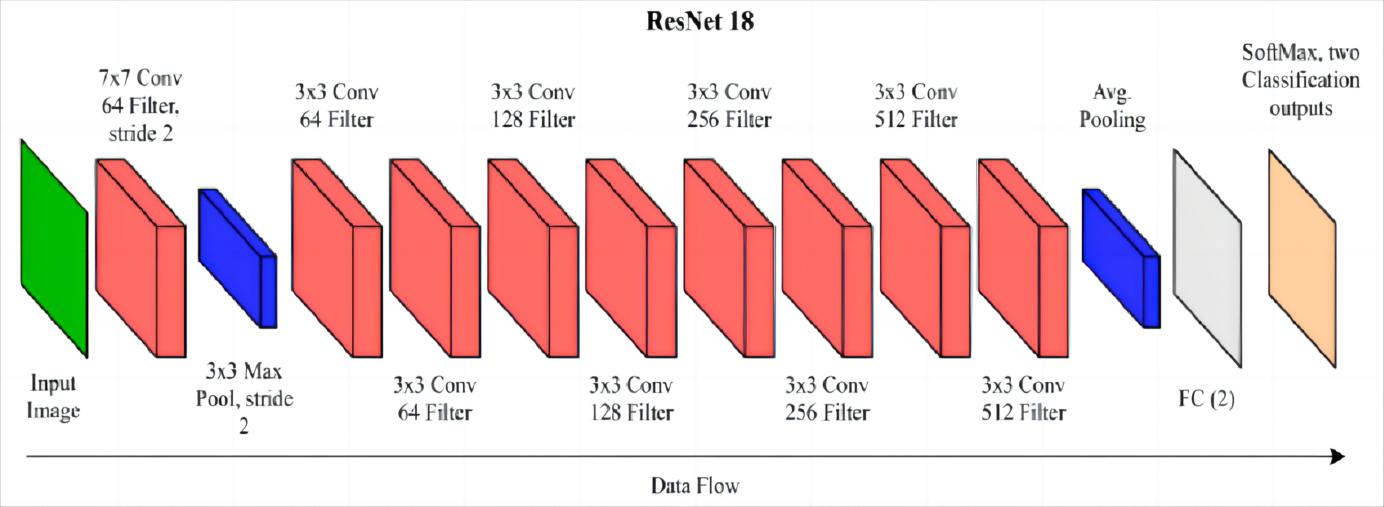 ResNet 18
7x7 Conv
64 Filter,
stride 2
3x3 Conv
64 Filter
3x3 Conv
128 Filter
3x3 Conv
256 Filter
3x3 Conv
512 Filter
Avg.
Pooling
SoftMax, two
Classification
outputs
Input
Image
3x3 Max
Pool, stride
2
3x3 Conv
64 Filter
3x3 Conv
128 Filter
3x3 Conv
256 Filter
3x3 Conv
512 Filter
FC (2)
Data Flow